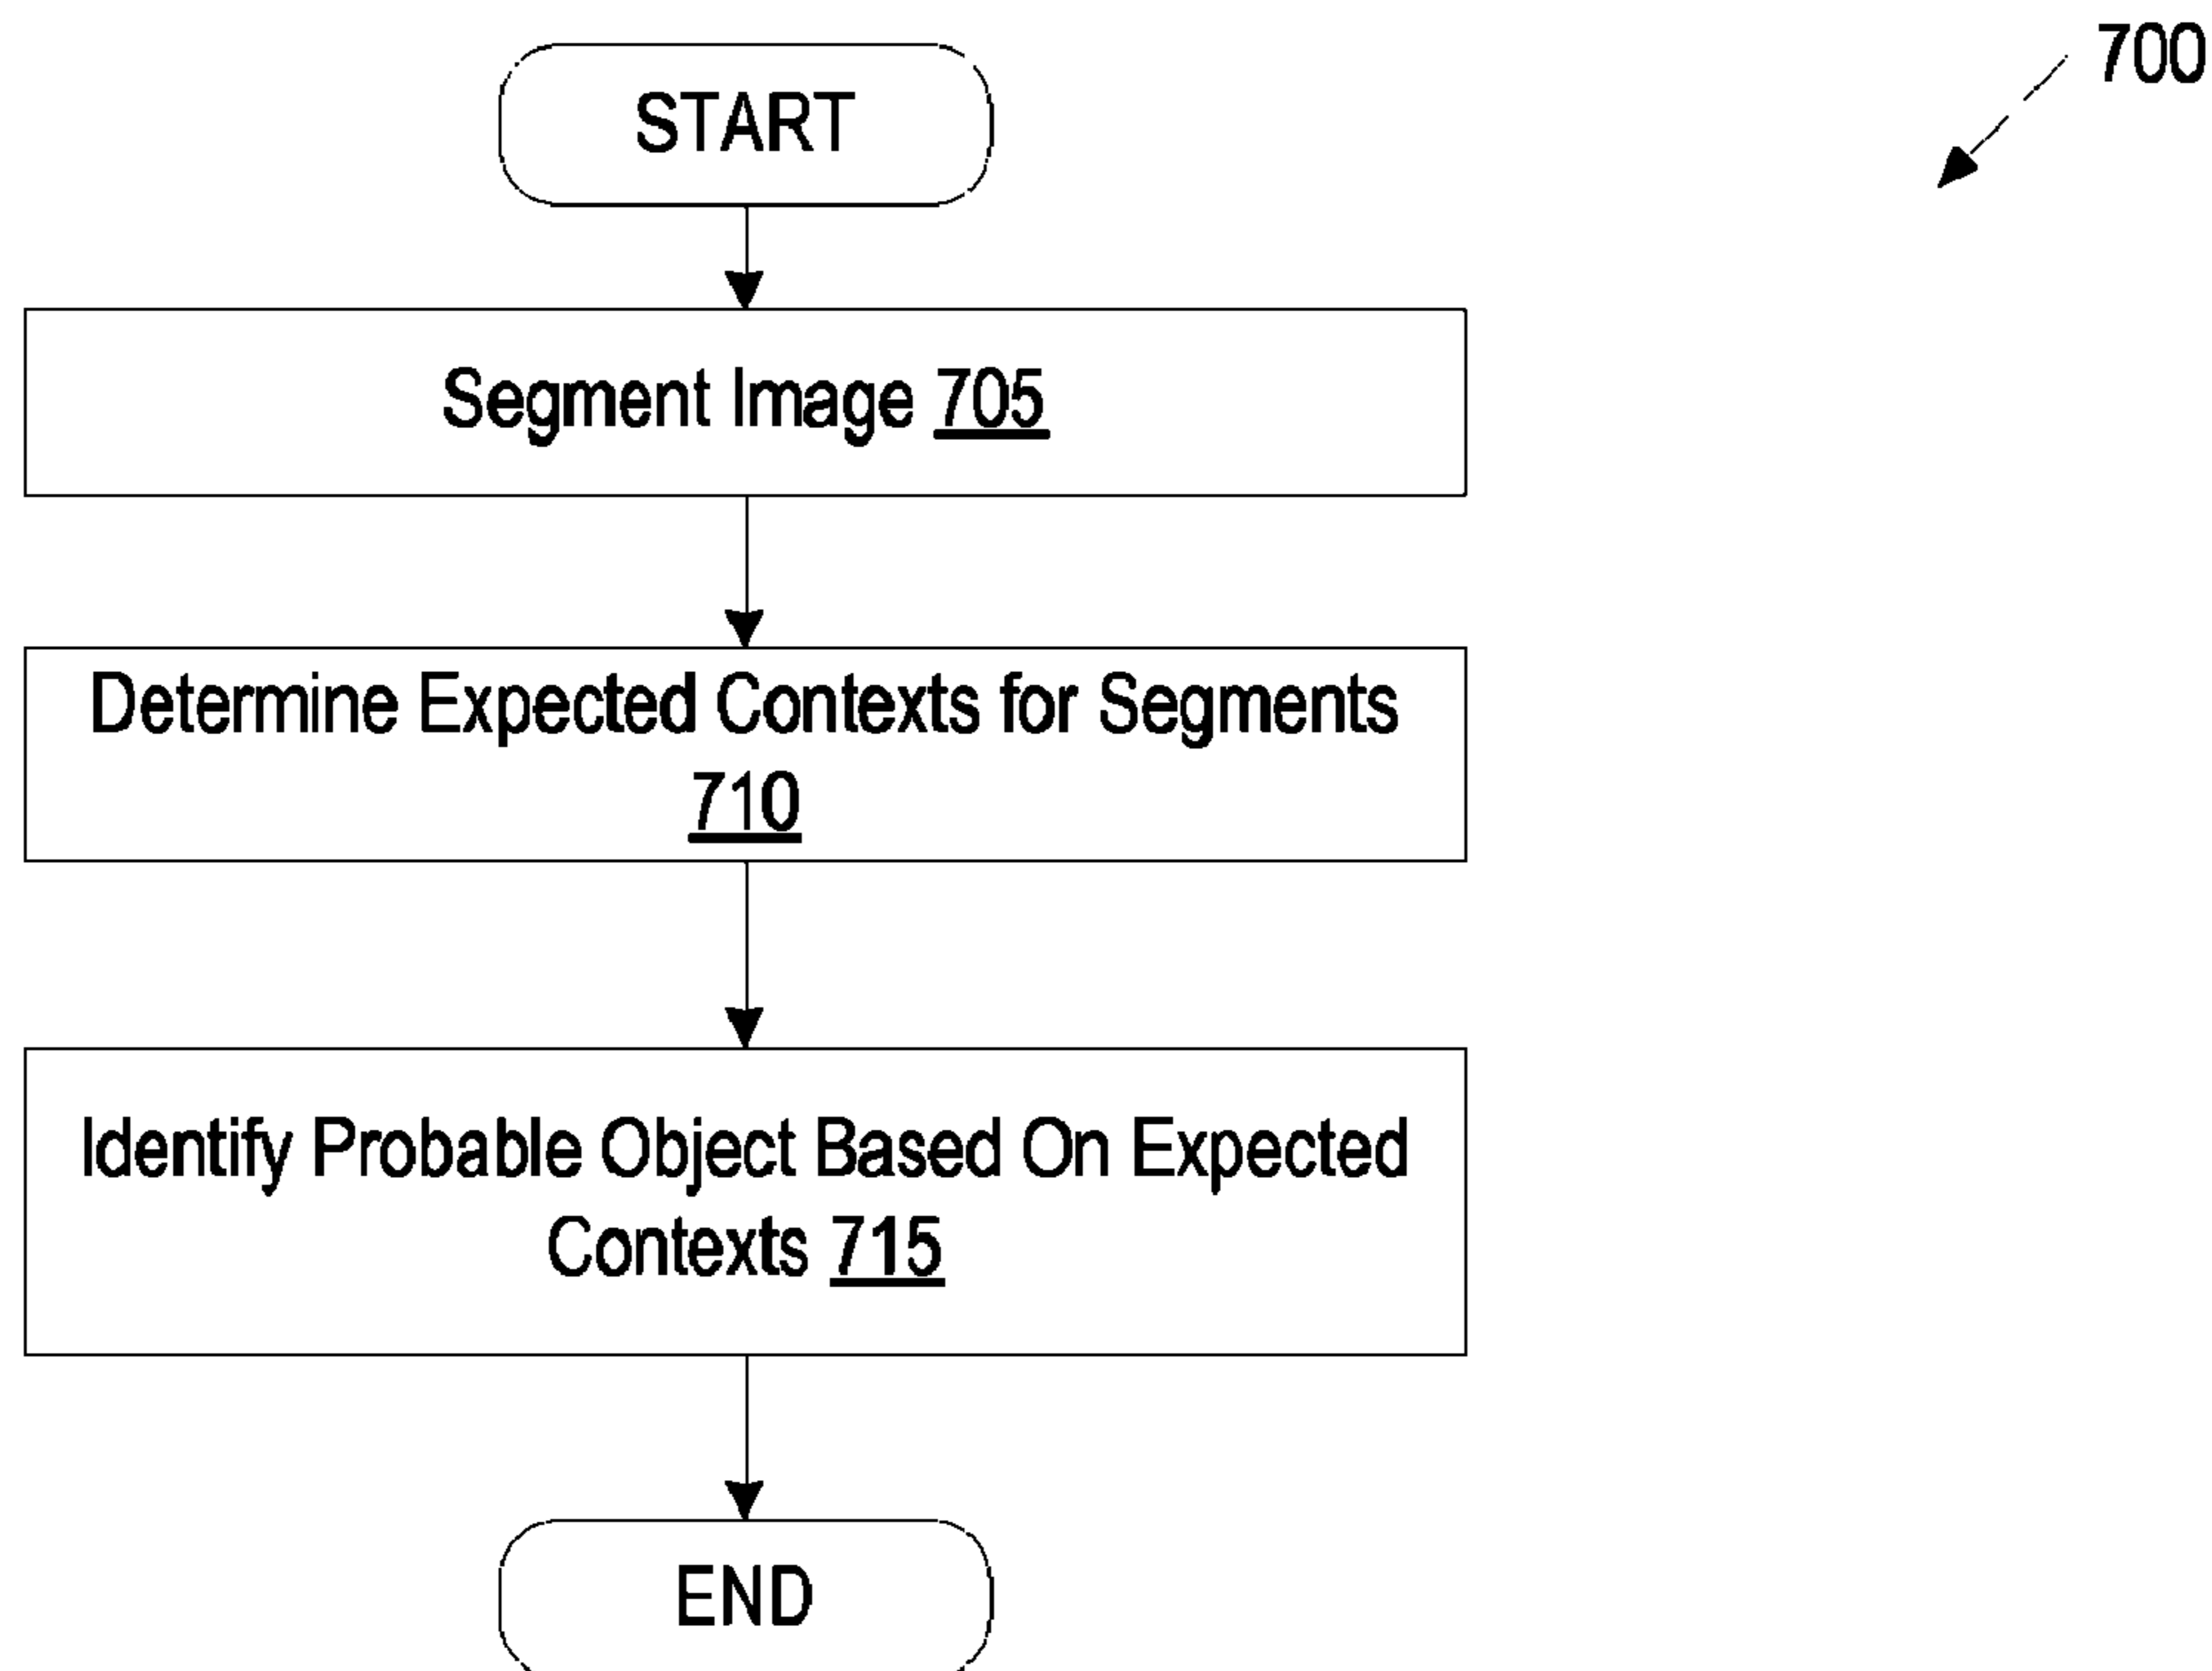 START
700
Segment Image 705
Determine Expected Contexts for Segments
710
Identify Probable Object Based On Expected
Contexts 715
END